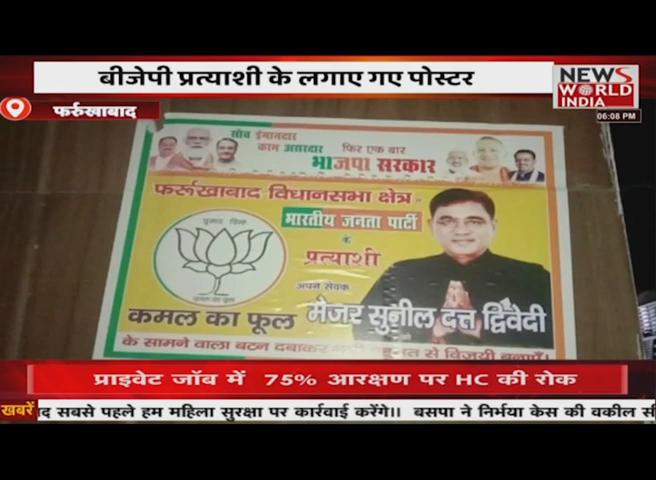 बीजेपी प्रत्याशी के लगाए गए पोस्टर
NEWS
WORLD
INDIA
06:08 PM
फर्रुखाबाद
सोच ईमानदार
काम असरदार
फिर एक बार
भाजपा सरकार
फर्रूखाबाद विधानसभा क्षेत्र
भारतीय जनता पार्टी
के
प्रत्याशी
चुनाव चिन्ह
कमल का फूल
अपने सेवक
कमल का फूल मेजर सुनील दत्त द्विवेदी
के सामने वाला बटन दबाकर से विजयी बनाएँ।
प्राइवेट जॉब में 75% आरक्षण पर HC की रोक
खबरें
द सबसे पहले हम महिला सुरक्षा पर कार्रवाई करेंगे।। बसपा ने निर्भया केस की वकील सी